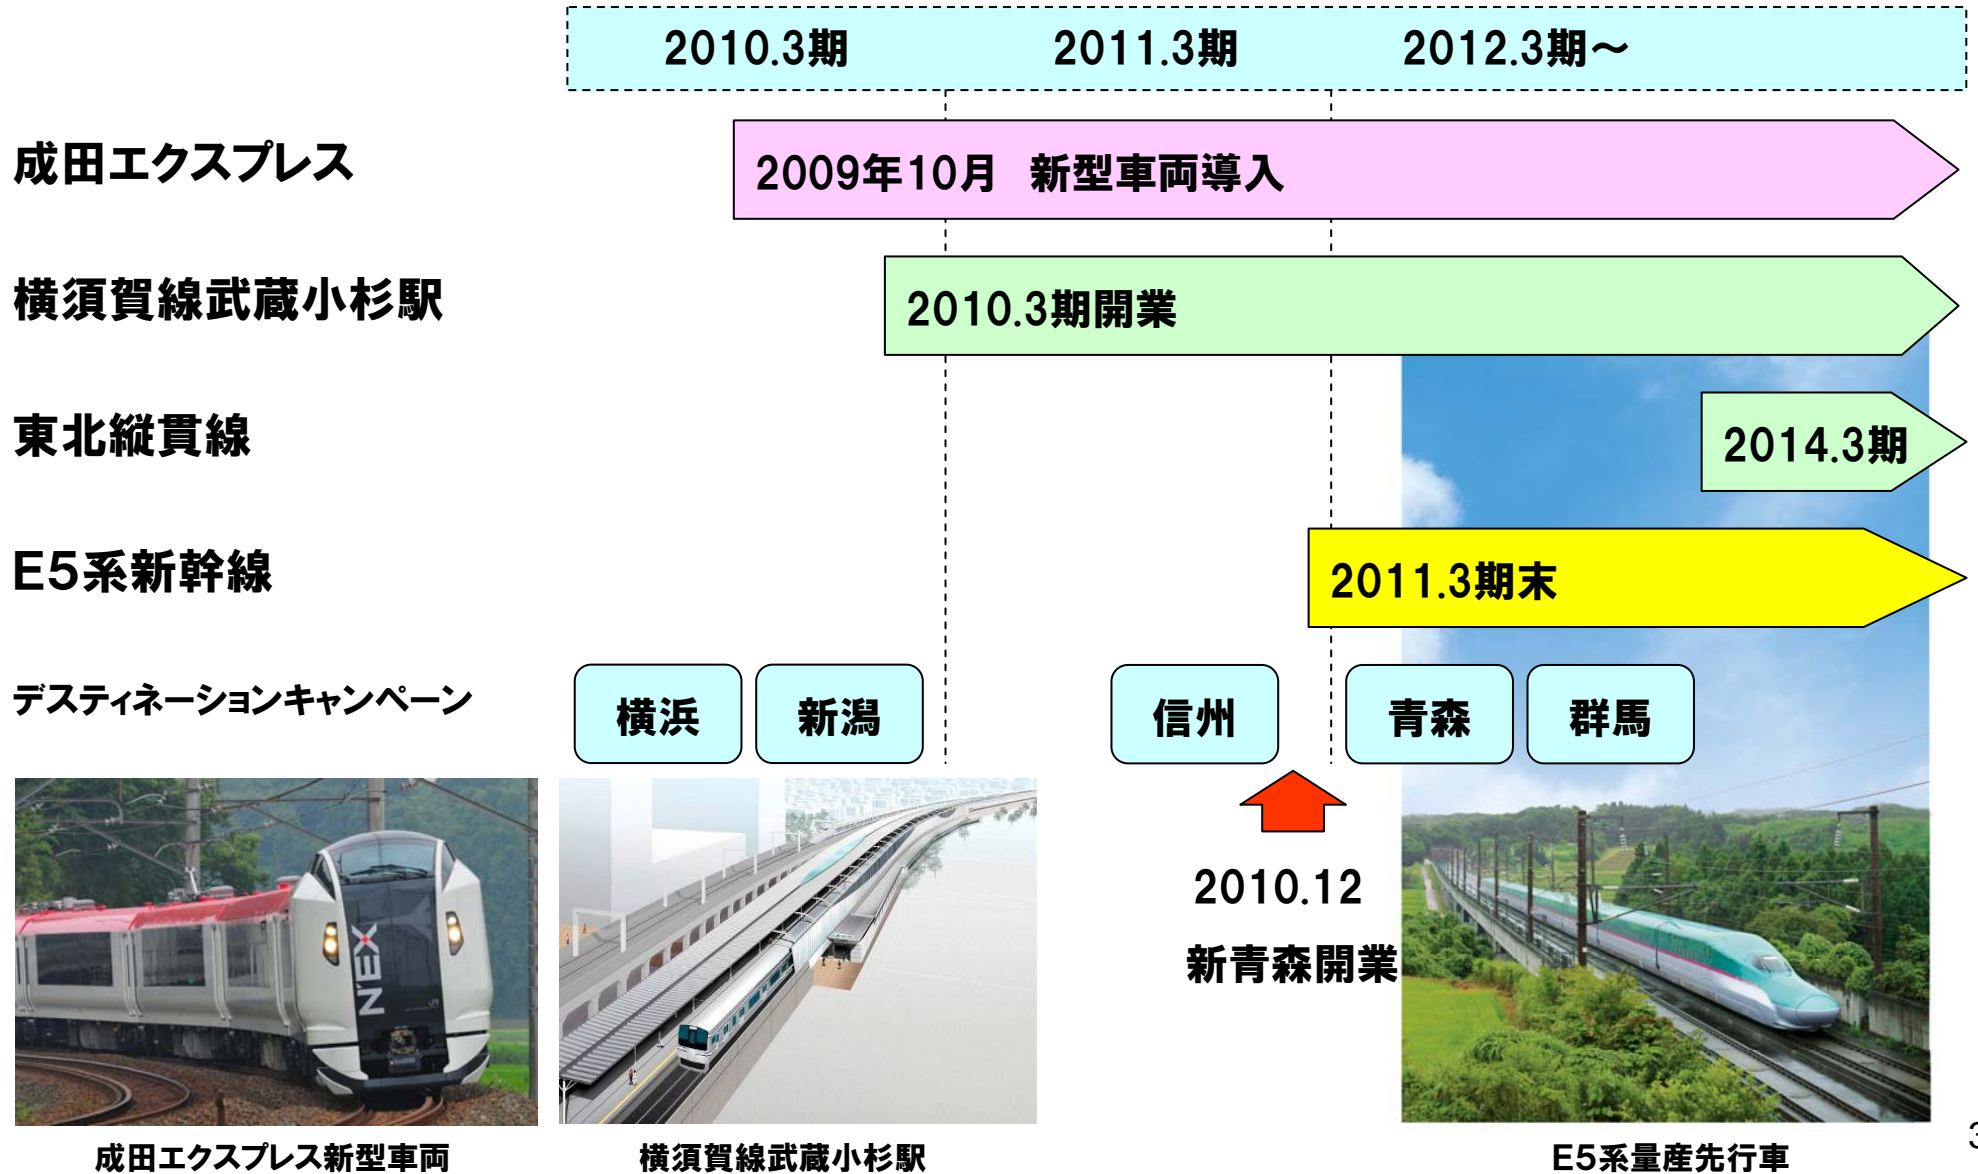 2010.3期 2011.3期 2012.3期～
成田エクスプレス
2009年10月 新型車両導入
横須賀線武蔵小杉駅
2010.3期開業
東北縦貫線
2014.3期
E5系新幹線
2011.3期末
デスティネーションキャンペーン
横浜 新潟 信州 青森 群馬
2010.12
新青森開業
N'EX
成田エクスプレス新型車両
横須賀線武蔵小杉駅
E5系量産先行車